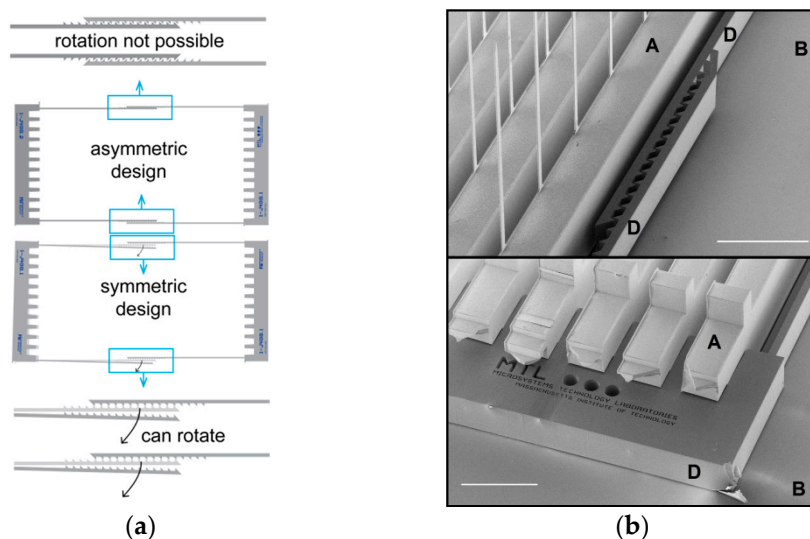 rotation not possible
asymmetric
design
symmetric
design
can rotate
(a)
A
D
B
D
A
MTL
MICROSYSTEMS TECHNOLOGY LABORATORIES
MASSACHUSETTS INSTITUTE OF TECHNOLOGY
D
B
(b)